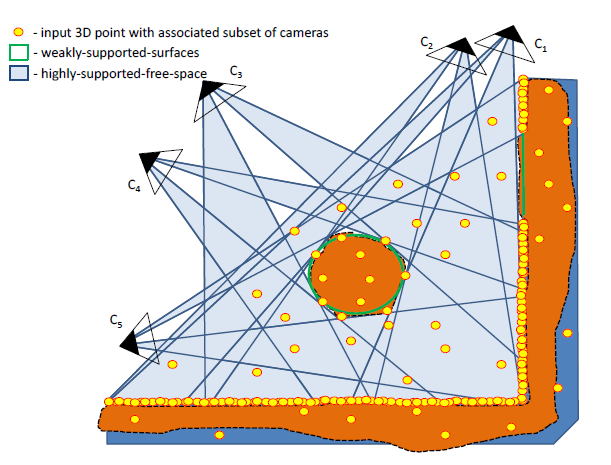 - input 3D point with associated subset of cameras
- weakly-supported-surfaces
- highly-supported-free-space
C1
C2
C3
C4
C5